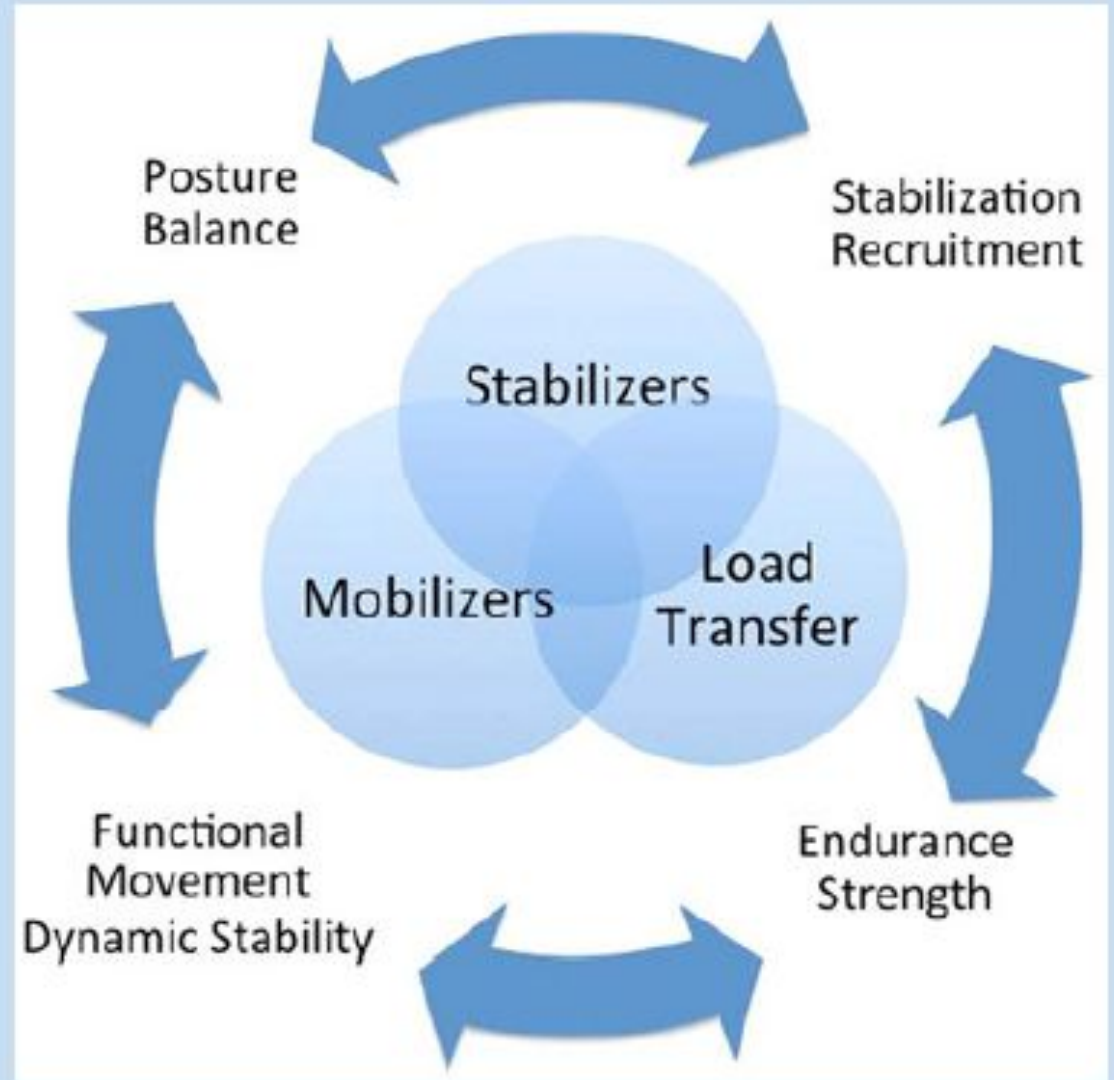 Posture
Balance
Stabilization
Recruitment
Stabilizers
Mobilizers
Load
Transfer
Functional
Movement
Dynamic Stability
Endurance
Strength